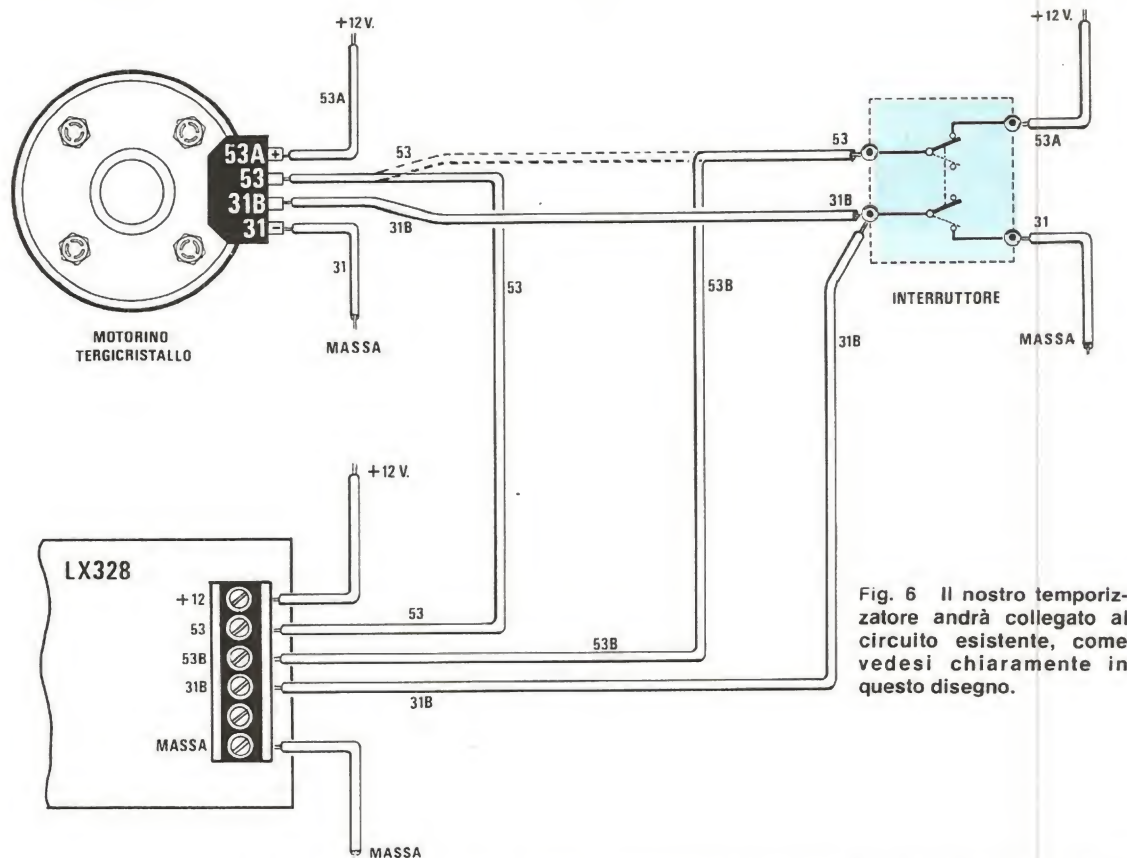 +12 V.
+12 V.
53A
53A
+
53
31B
31
-
53
53
53A
31B
31B
31
31
MOTORINO
TERGICRISTALLO
MASSA
53
53B
31B
INTERRUTTORE
MASSA
+12 V.
LX328
+12
53
53B
31B
MASSA
53
53B
31B
MASSA
Fig. 6 Il nostro temporiz-
zatore andrà collegato al
circuito esistente, come
vedesi chiaramente in
questo disegno.